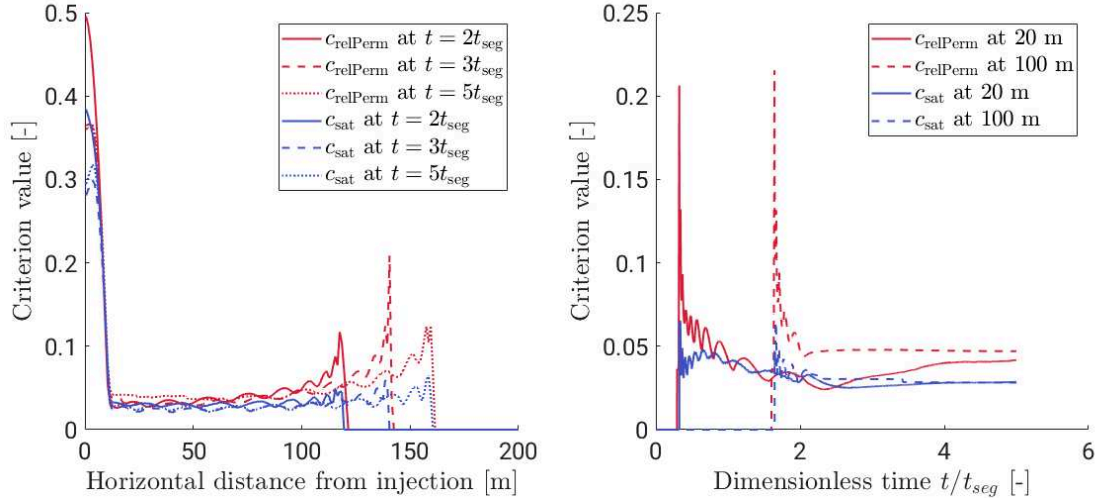 0.5
0.4
0.3
0.2
0.1
0
0
50
100
150
200
Criterion value [-]
Horizontal distance from injection [m]
c_relPerm at t = 2t_seg
c_relPerm at t = 3t_seg
c_relPerm at t = 5t_seg
c_sat at t = 2t_seg
c_sat at t = 3t_seg
c_sat at t = 5t_seg
0.25
0.2
0.15
0.1
0.05
0
0
2
4
6
Criterion value [-]
Dimensionless time t/t_seg [-]
c_relPerm at 20 m
c_relPerm at 100 m
c_sat at 20 m
c_sat at 100 m